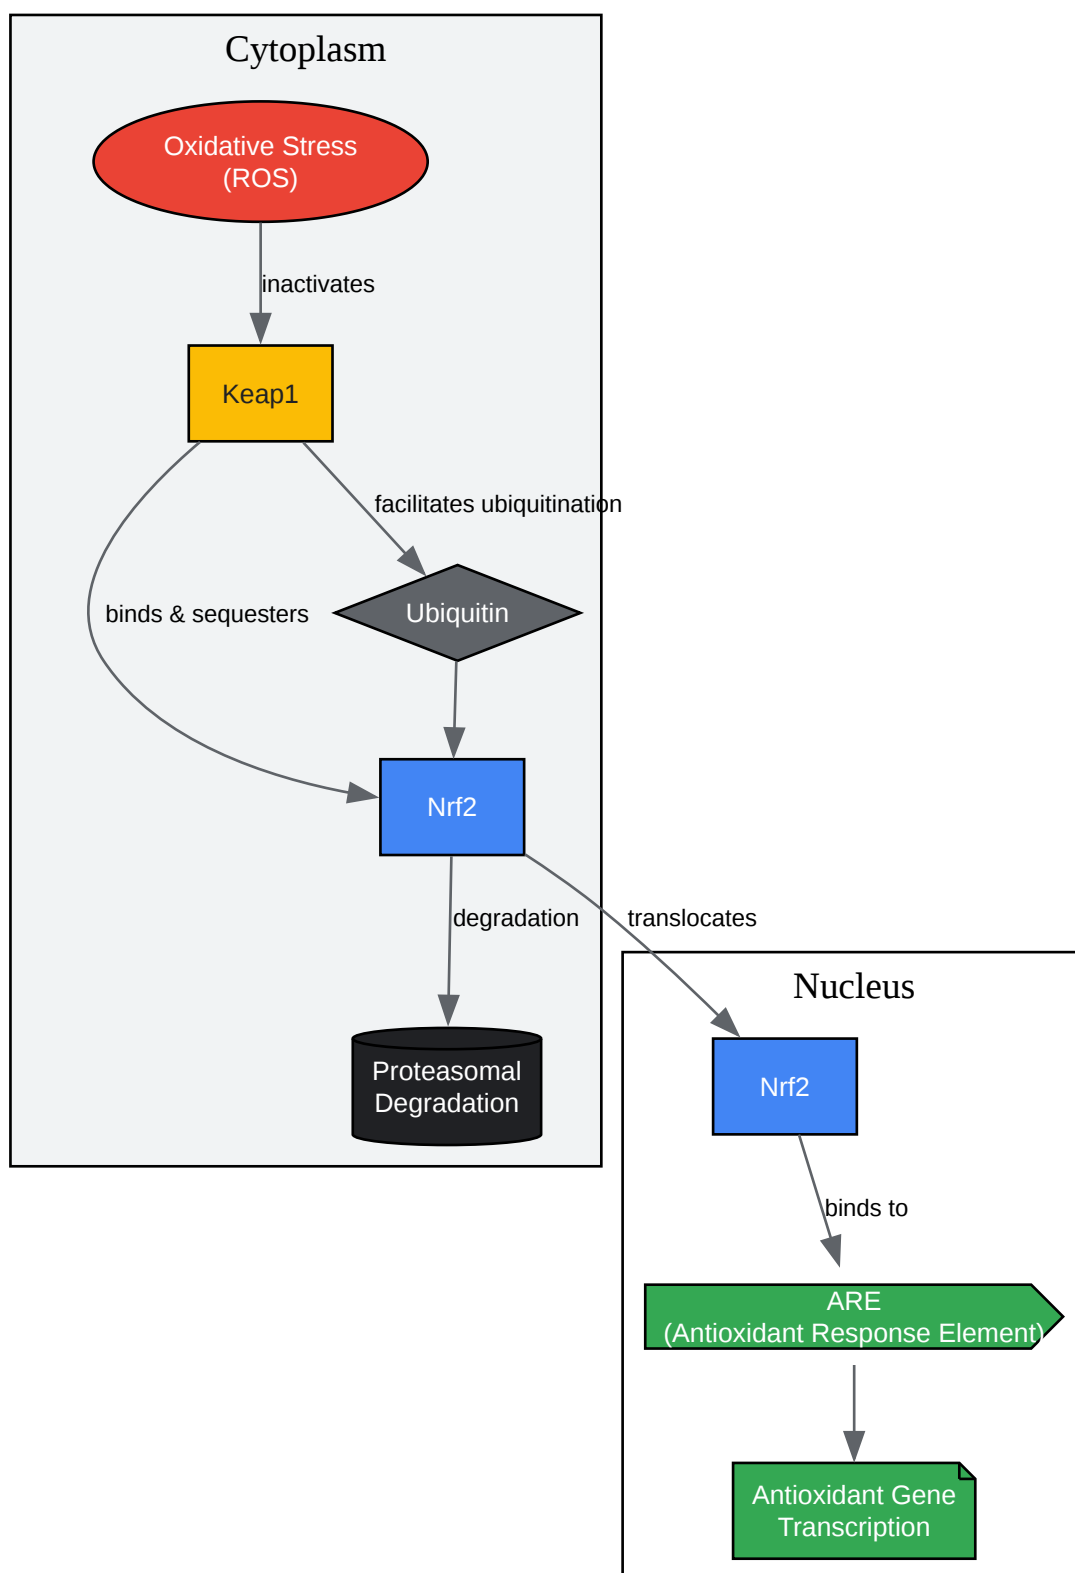 Cytoplasm
Oxidative Stress
(ROS)
inactivates
Keap1
facilitates ubiquitination
binds & sequesters
Ubiquitin
Nrf2
degradation
translocates
Proteasomal
Degradation
Nucleus
Nrf2
binds to
ARE
(Antioxidant Response Element)
Antioxidant Gene
Transcription